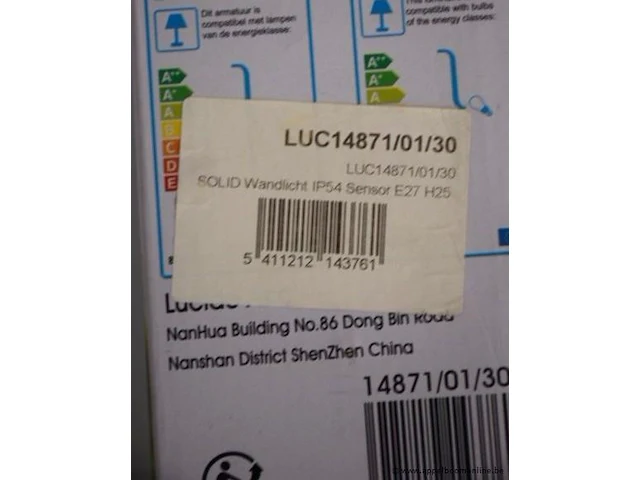 Dit armatuur is
compatibel met lampen
van de energieklasse:
compatible with bulbs
of the energy classes:
A++
A+
A
B
C
D
E
A++
A+
A
LUC14871/01/30
LUC14871/01/30
SOLID Wandlicht IP54 Sensor E27 H25
5 411212 143761
NanHua Building No.86 Dong Bin Road
Nanshan District ShenZhen China
14871/01/30